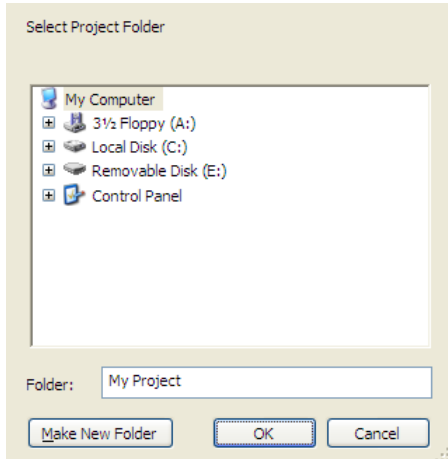 Select Project Folder
My Computer
3½ Floppy (A:)
Local Disk (C:)
Removable Disk (E:)
Control Panel
Folder: My Project
Make New Folder OK Cancel